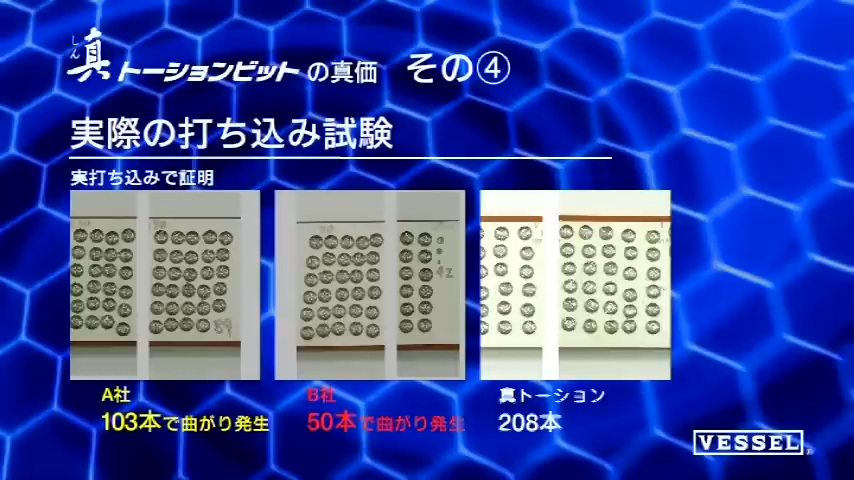 しん
真トーションビットの真価 その④
実際の打ち込み試験
実打ち込みで証明
42
A社
103本で曲がり発生
B社
50本で曲がり発生
真トーション
208本
VESSEL